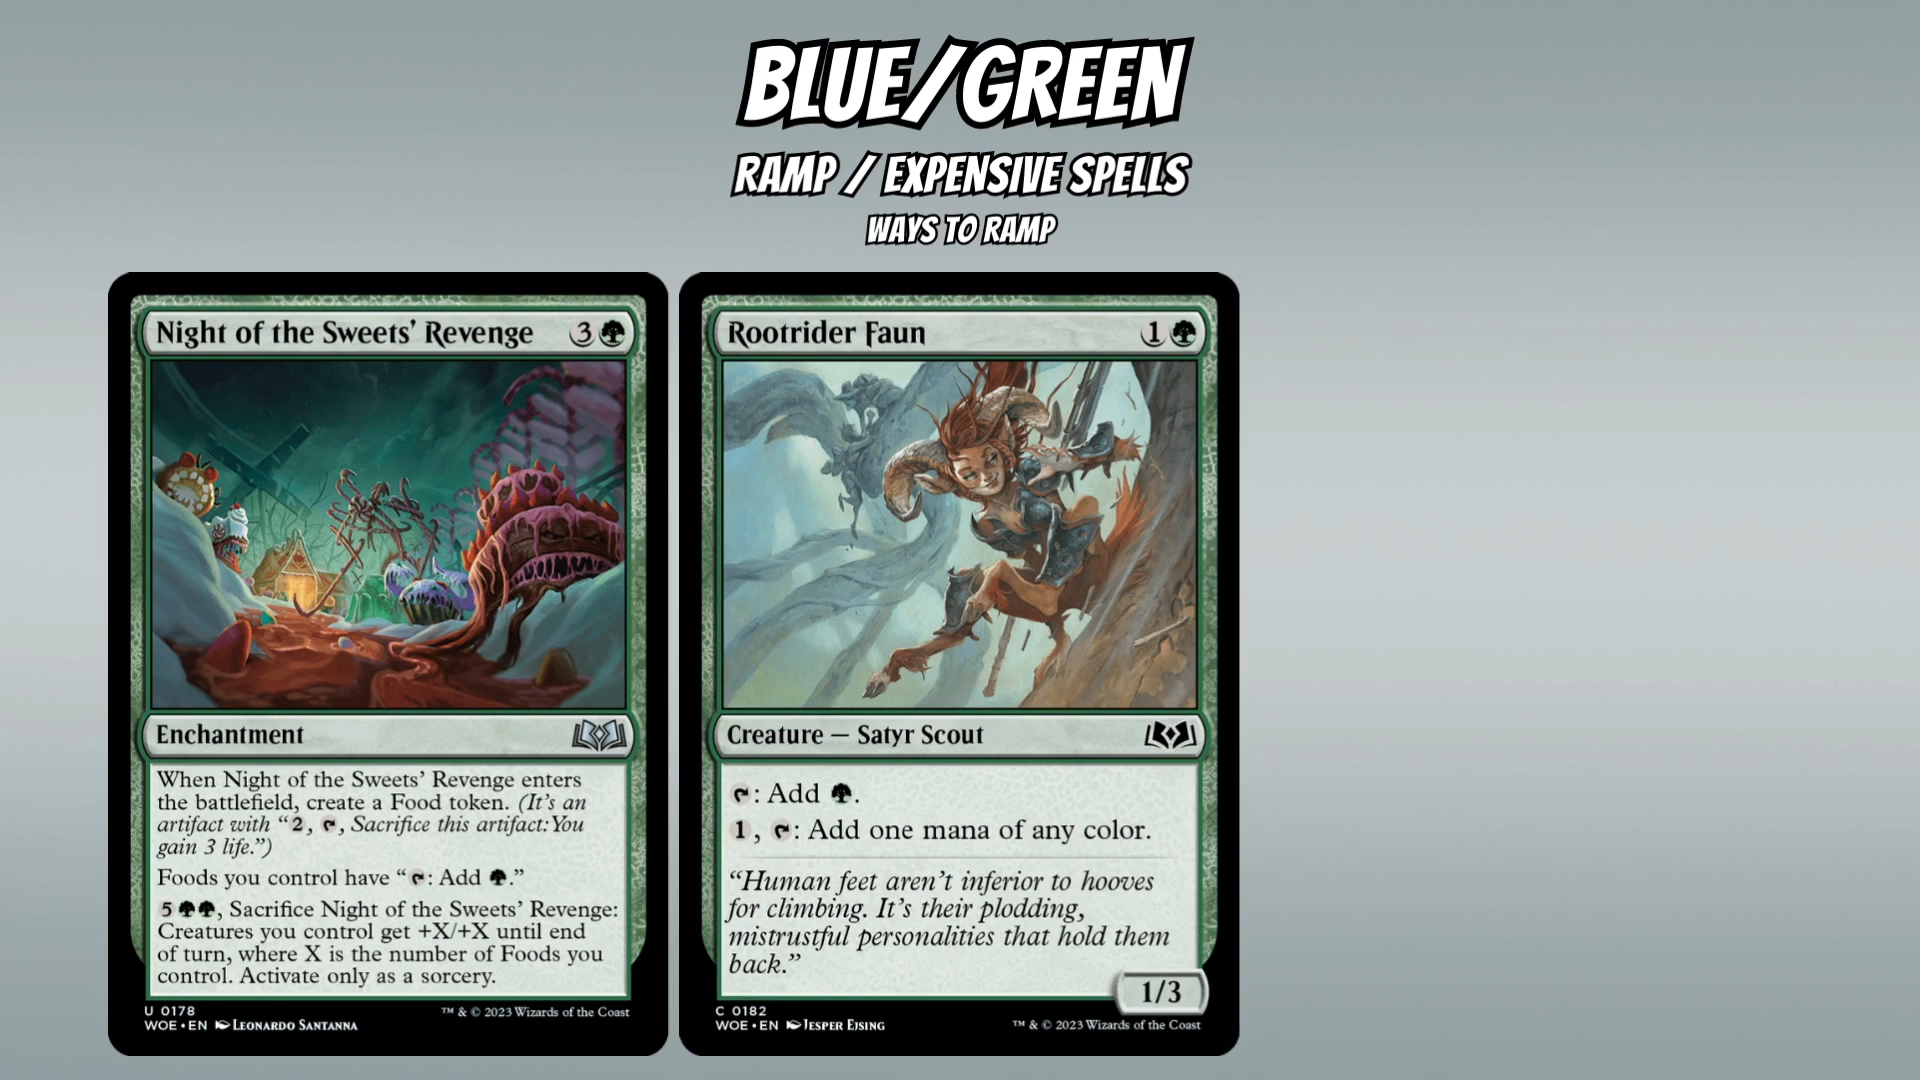 BLUE/GREEN
RAMP / EXPENSIVE SPELLS
WAYS TO RAMP
Night of the Sweets' Revenge 3
Enchantment
When Night of the Sweets' Revenge enters
the battlefield, create a Food token. (It's an
artifact with "2, , Sacrifice this artifact: You
gain 3 life.")
Foods you control have ": Add ."
5, Sacrifice Night of the Sweets' Revenge:
Creatures you control get +X/+X until end
of turn, where X is the number of Foods you
control. Activate only as a sorcery.
U 0178
WOE • EN LEONARDO SANTANNA
™ & © 2023 Wizards of the Coast
Rootrider Faun 1
Creature — Satyr Scout
: Add .
1, : Add one mana of any color.
"Human feet aren't inferior to hooves
for climbing. It's their plodding,
mistrustful personalities that hold them
back."
1/3
C 0182
WOE • EN JESPER EJSING
™ & © 2023 Wizards of the Coast